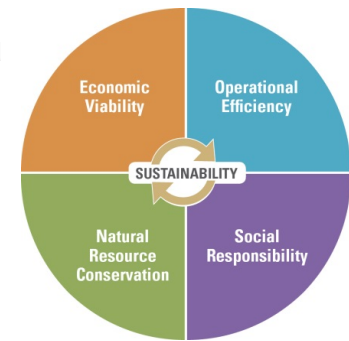 Economic
Viability
Operational
Efficiency
SUSTAINABILITY
Natural
Resource
Conservation
Social
Responsibility